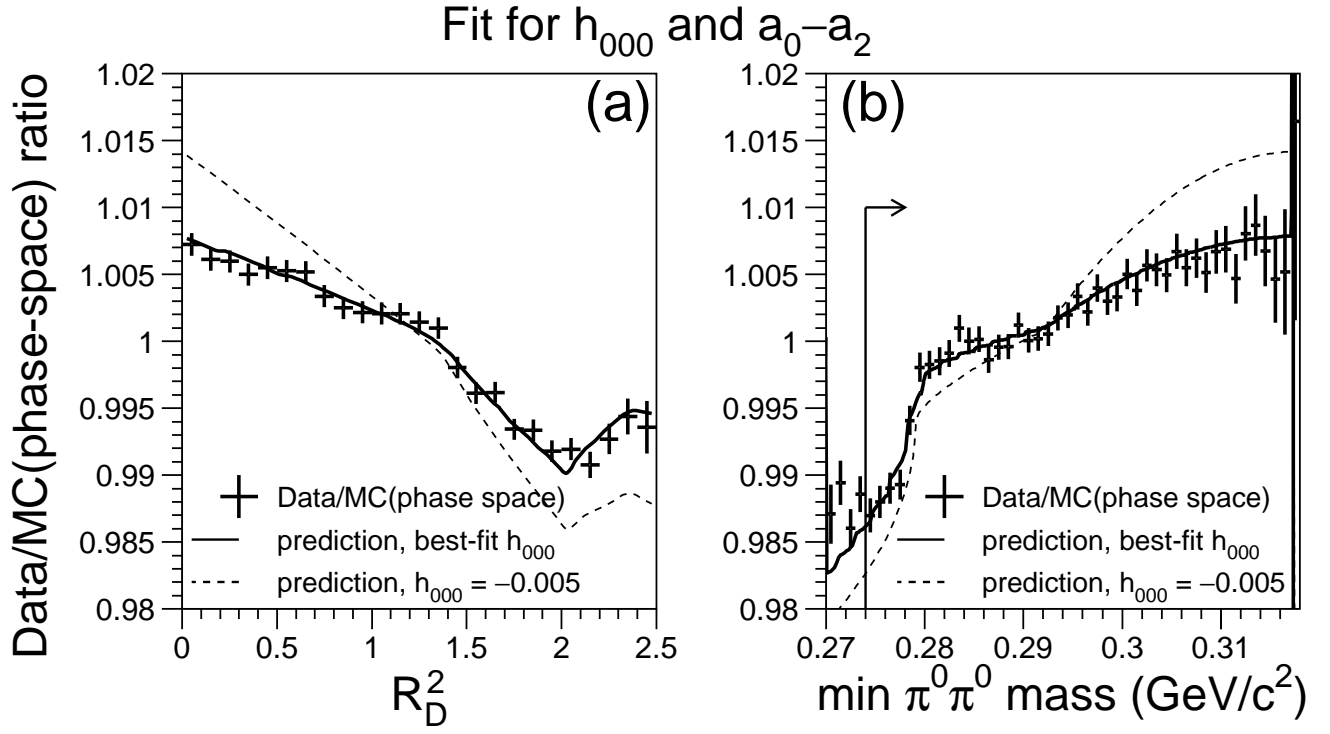 Fit for h₀₀₀ and a₀−a₂
Data/MC(phase-space) ratio
(a)
1.02
1.015
1.01
1.005
1
0.995
0.99
0.985
0.98
Data/MC(phase space)
prediction, best-fit h₀₀₀
prediction, h₀₀₀ = −0.005
0 0.5 1 1.5 2 2.5
R²_D
(b)
1.02
1.015
1.01
1.005
1
0.995
0.99
0.985
0.98
Data/MC(phase space)
prediction, best-fit h₀₀₀
prediction, h₀₀₀ = −0.005
0.27 0.28 0.29 0.3 0.31
min π⁰π⁰ mass (GeV/c²)